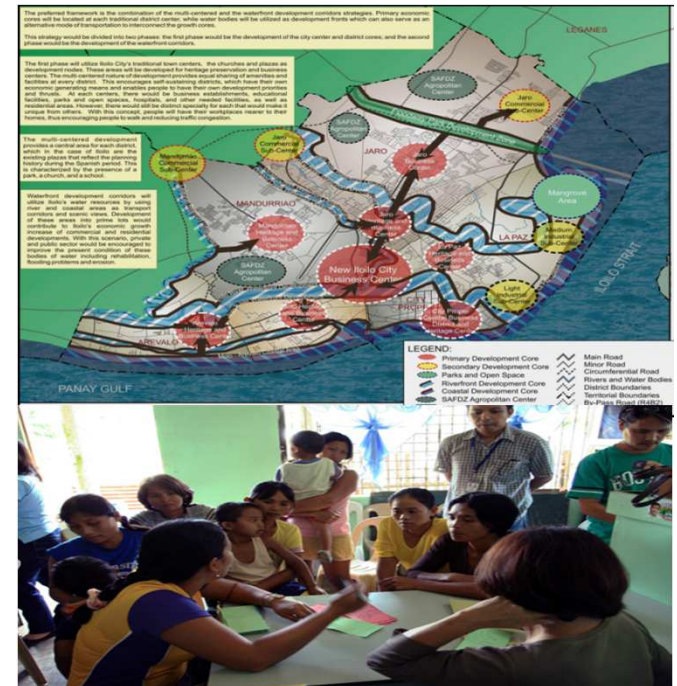 The preferred framework is the combination of the multi-centered and the waterfront development corridors strategies. Primary economic
cores will be located at each traditional district center, while water bodies will be utilized as development fronts which can also serve as an
alternative mode of transportation to interconnect the growth cores.
This strategy would be divided into two phases: the first phase would be the development of the city center and district cores, and the second
phase would be the development of the waterfront corridors.
The first phase will utilize Iloilo City's traditional town centers, the churches and plazas as
development nodes. These areas will be developed for heritage preservation and business
centers. The multi-centered nature of development provides equal sharing of amenities and
facilities at every district. This encourages self-sustaining districts, which have their own
economic generating means and enables people to have their own development priorities
and thrusts. At each centers, there would be business establishments, educational
facilities, parks and open spaces, hospitals, and other needed facilities, as well as
residential areas. However, there would still be distinct specialty for each that would make it
unique from others. With this concept, people will have their workplaces nearer to their
homes, thus encouraging people to walk and reducing traffic congestion.
The multi-centered development
provides a central area for each district,
which in the case of Iloilo are the
existing plazas that reflect the planning
history during the Spanish period. This
is characterized by the presence of a
park, a church, and a school.
Waterfront development corridors will
utilize Iloilo's water resources by using
river and coastal areas as transport
corridors and scenic views. Development
of these areas into prime lots would
contribute to Iloilo's economic growth
increase of commercial and residential
developments. With this scenario, private
and public sector would be encouraged to
improve the present condition of these
bodies of water including rehabilitation,
flooding problems and erosion.
LEGANES
SAFDZ
Agropolitan
Center
Jaro
Commercial
Sub-Center
SAFDZ
Agropolitan
Center
Development Zone
Jaro
Commercial
Sub-Center
JARO
Mandurriao
Commercial
Sub-Center
Jaro
Business
Center
Mangrove
Area
MANDURRIAO
Mandurriao
Heritage and
Business
Center
LA PAZ
Medium
Industrial
Sub-Center
SAFDZ
Agropolitan
Center
New Iloilo City
Business Center
ILOILO STRAIT
Light
Industrial
Sub-Center
CITY
PROPER
City Proper
Business
District and
Heritage Center
AREVALO
PANAY GULF
LEGEND:
Primary Development Core
Secondary Development Core
Parks and Open Space
Riverfront Development Core
Coastal Development Core
SAFDZ Agropolitan Center
Main Road
Minor Road
Circumferential Road
Rivers and Water Bodies
District Boundaries
Territorial Boundaries
By-Pass Road (R4B2)